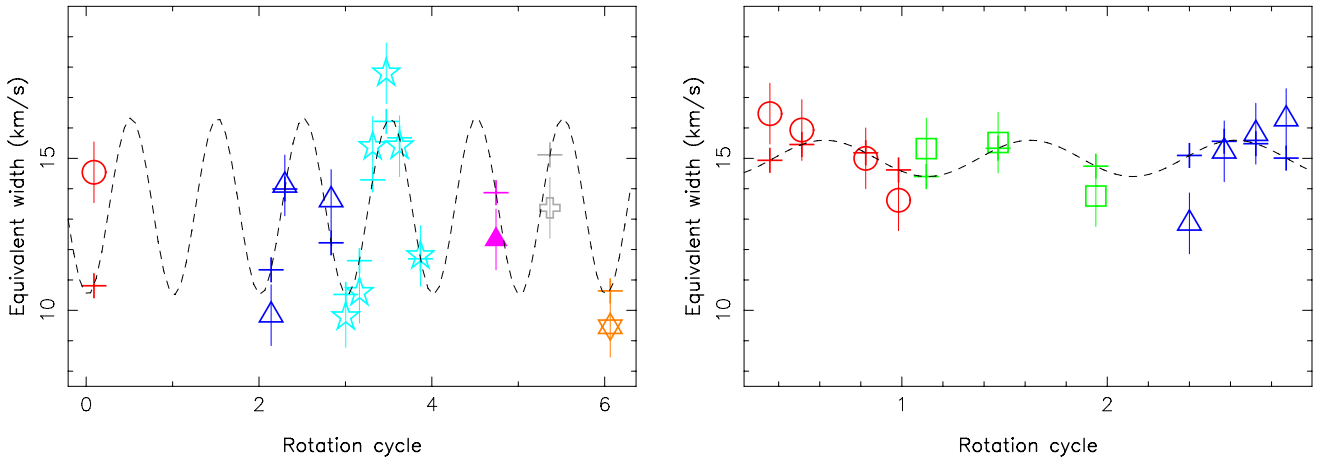 Equivalent width (km/s)
15
10
0 2 4 6
Rotation cycle
Equivalent width (km/s)
15
10
1 2
Rotation cycle